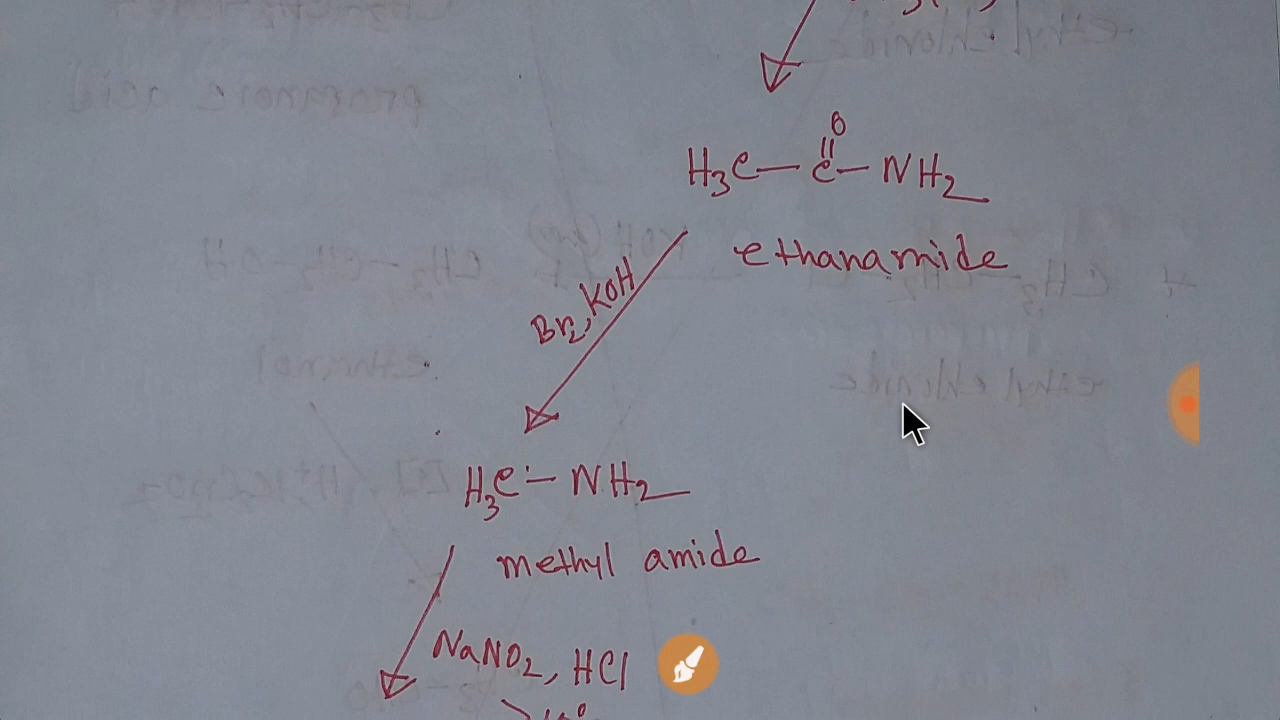 O
H₃C—C—NH₂
ethanamide
Br₂,KOH
H₃C—NH₂
methyl amide
NaNO₂, HCl